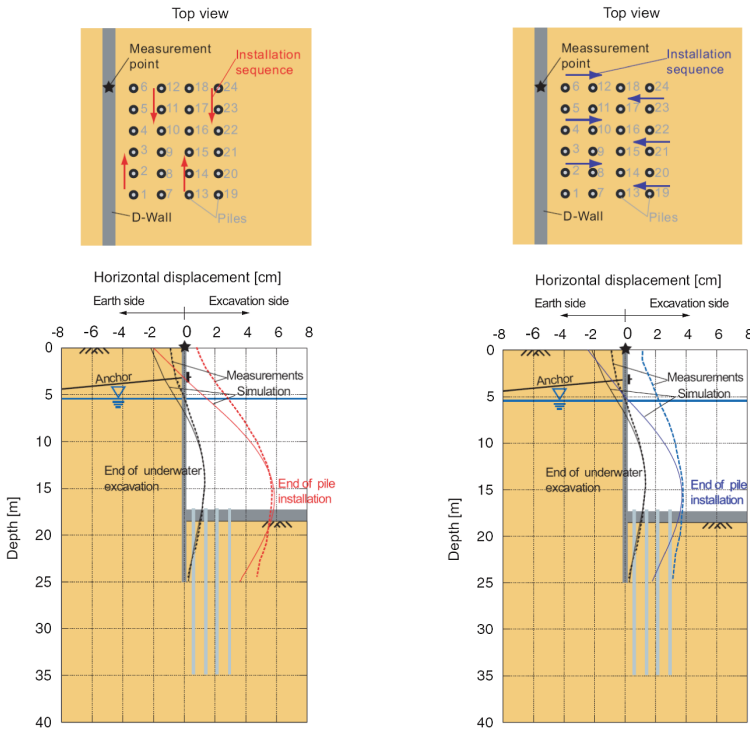 Top view
Measurement
point
Installation
sequence
6 12 18 24
5 11 17 23
4 10 16 22
3 9 15 21
2 8 14 20
1 7 13 19
D-Wall
Piles
Horizontal displacement [cm]
Earth side
Excavation side
-8 -6 -4 -2 0 2 4 6 8
0
5
10
15
20
25
30
35
40
Depth [m]
Anchor
Measurements
Simulation
End of underwater
excavation
End of pile
installation
Top view
Measurement
point
Installation
sequence
6 12 18 24
5 11 17 23
4 10 16 22
3 9 15 21
2 8 14 20
1 7 13 19
D-Wall
Piles
Horizontal displacement [cm]
Earth side
Excavation side
-8 -6 -4 -2 0 2 4 6 8
0
5
10
15
20
25
30
35
40
Depth [m]
Anchor
Measurements
Simulation
End of underwater
excavation
End of pile
installation